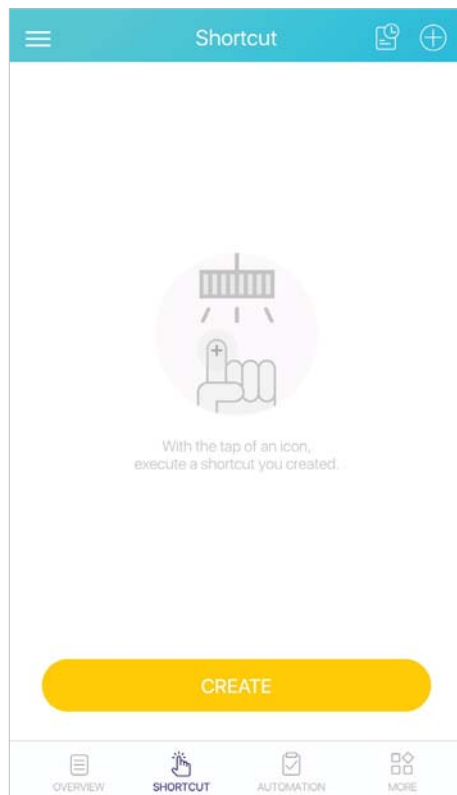 Shortcut
With the tap of an icon,
execute a shortcut you created.
CREATE
OVERVIEW
SHORTCUT
AUTOMATION
MORE